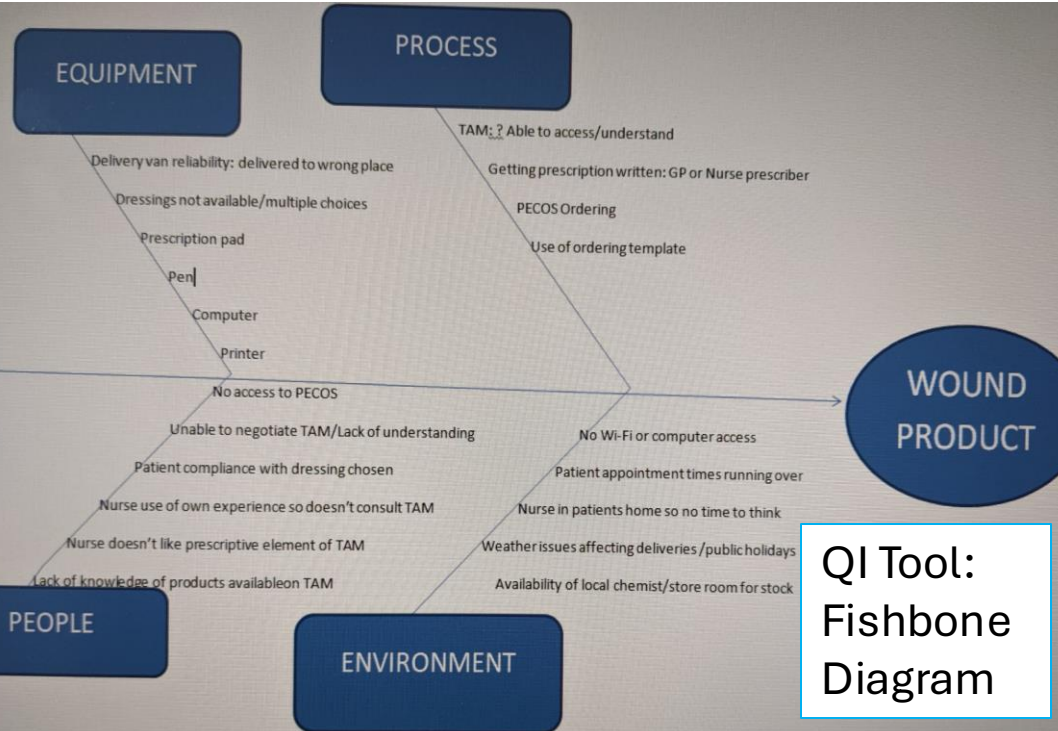 EQUIPMENT
Delivery van reliability: delivered to wrong place
Dressings not available/multiple choices
Prescription pad
Pen
Computer
Printer
PROCESS
TAM: ? Able to access/understand
Getting prescription written: GP or Nurse prescriber
PECOS Ordering
Use of ordering template
WOUND
PRODUCT
No access to PECOS
Unable to negotiate TAM/Lack of understanding
Patient compliance with dressing chosen
Nurse use of own experience so doesn't consult TAM
Nurse doesn't like prescriptive element of TAM
Lack of knowledge of products availableon TAM
PEOPLE
No Wi-Fi or computer access
Patient appointment times running over
Nurse in patients home so no time to think
Weather issues affecting deliveries /public holidays
Availability of local chemist/store room for stock
ENVIRONMENT
QI Tool:
Fishbone
Diagram